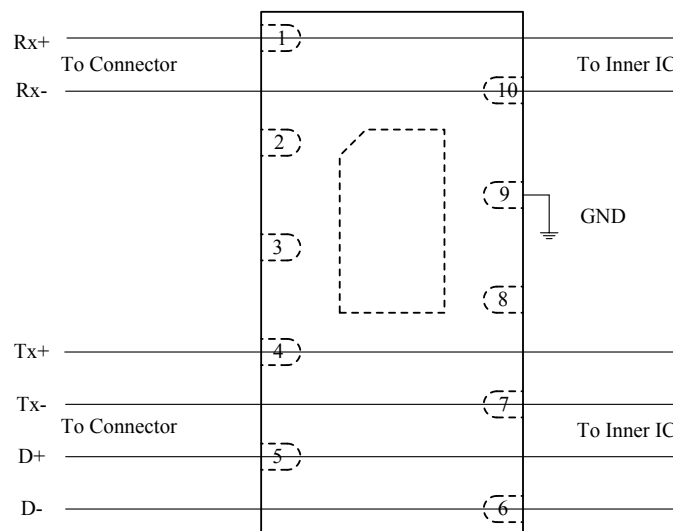 Rx+
1
To Connector
To Inner IC
Rx-
10
2
9
GND
3
8
Tx+
4
Tx-
7
To Connector
To Inner IC
D+
5
D-
6